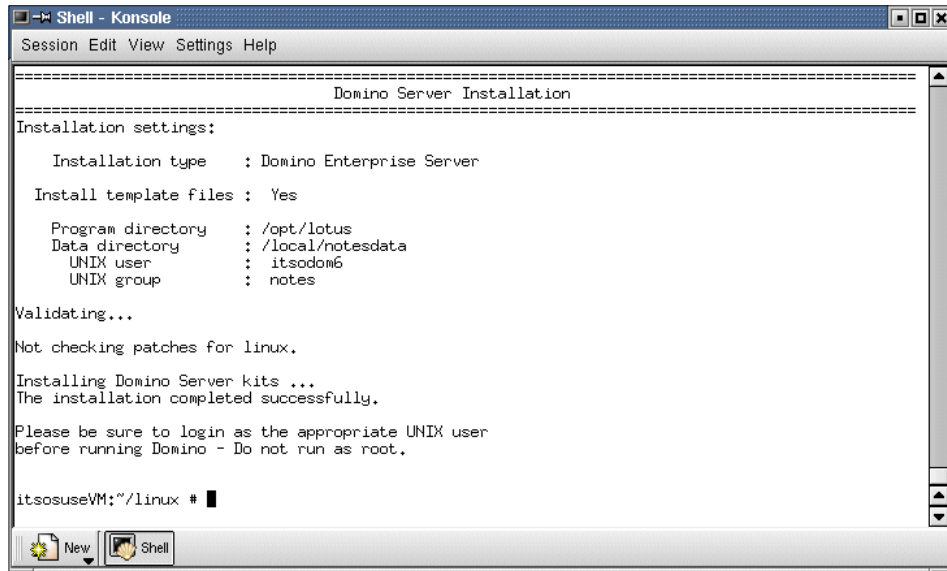 Shell - Konsole
Session Edit View Settings Help
================================================================================
Domino Server Installation
================================================================================
Installation settings:
Installation type : Domino Enterprise Server
Install template files : Yes
Program directory : /opt/lotus
Data directory : /local/notesdata
UNIX user : itsodom6
UNIX group : notes
Validating...
Not checking patches for linux.
Installing Domino Server kits ...
The installation completed successfully.
Please be sure to login as the appropriate UNIX user
before running Domino - Do not run as root.
itsosuseVM:~/linux #
New Shell